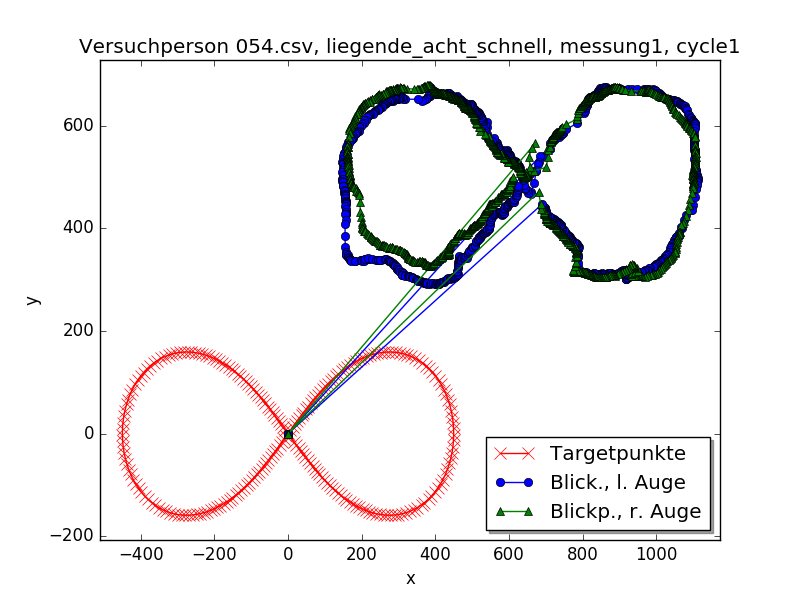 Versuchperson 054.csv, liegende_acht_schnell, messung1, cycle1
y
600
400
200
0
−200
−400
−200
0
200
400
600
800
1000
x
Targetpunkte
Blick., l. Auge
Blickp., r. Auge